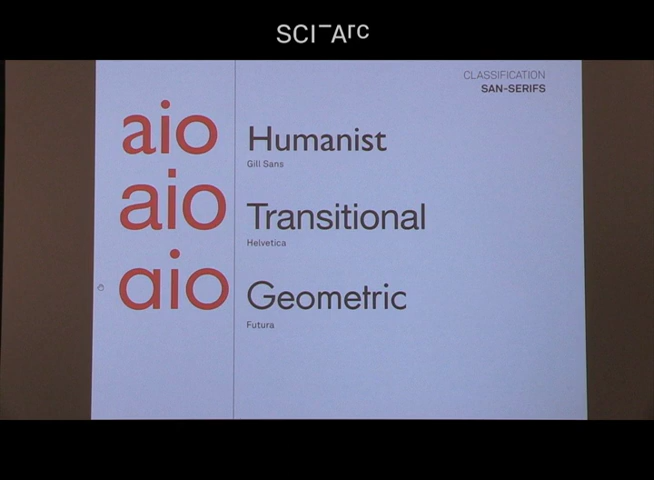 SCI-Arc
CLASSIFICATION
SAN-SERIFS
aio
Humanist
Gill Sans
aio
Transitional
Helvetica
aio
Geometric
Futura